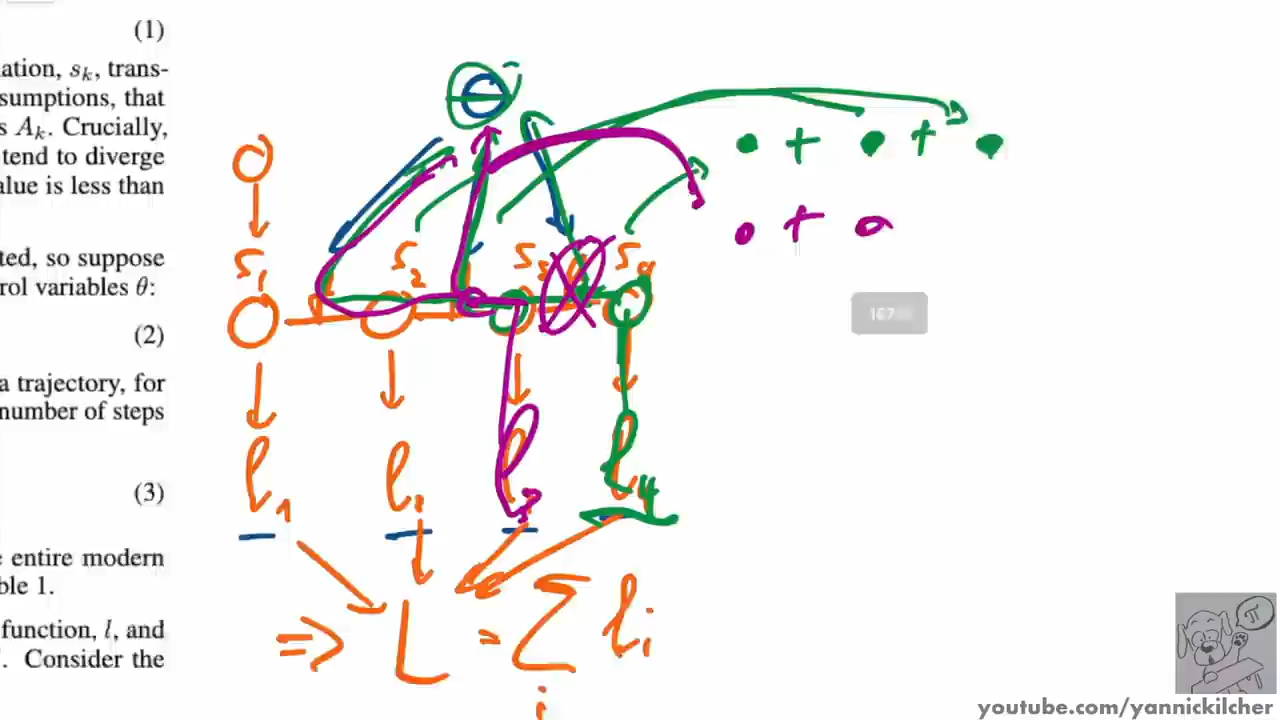 (1)
ation, sₖ, trans-
sumptions, that
s Aₖ. Crucially,
tend to diverge
alue is less than
ted, so suppose
rol variables θ:
(2)
a trajectory, for
number of steps
(3)
e entire modern
ble 1.
function, l, and
. Consider the
θ
• + • + •
• + •
s₁ s₂ s₃ s₄
l₁ l₂ l₃ l₄
=> L = Σ lᵢ
i
167
π
youtube.com/yannickilcher